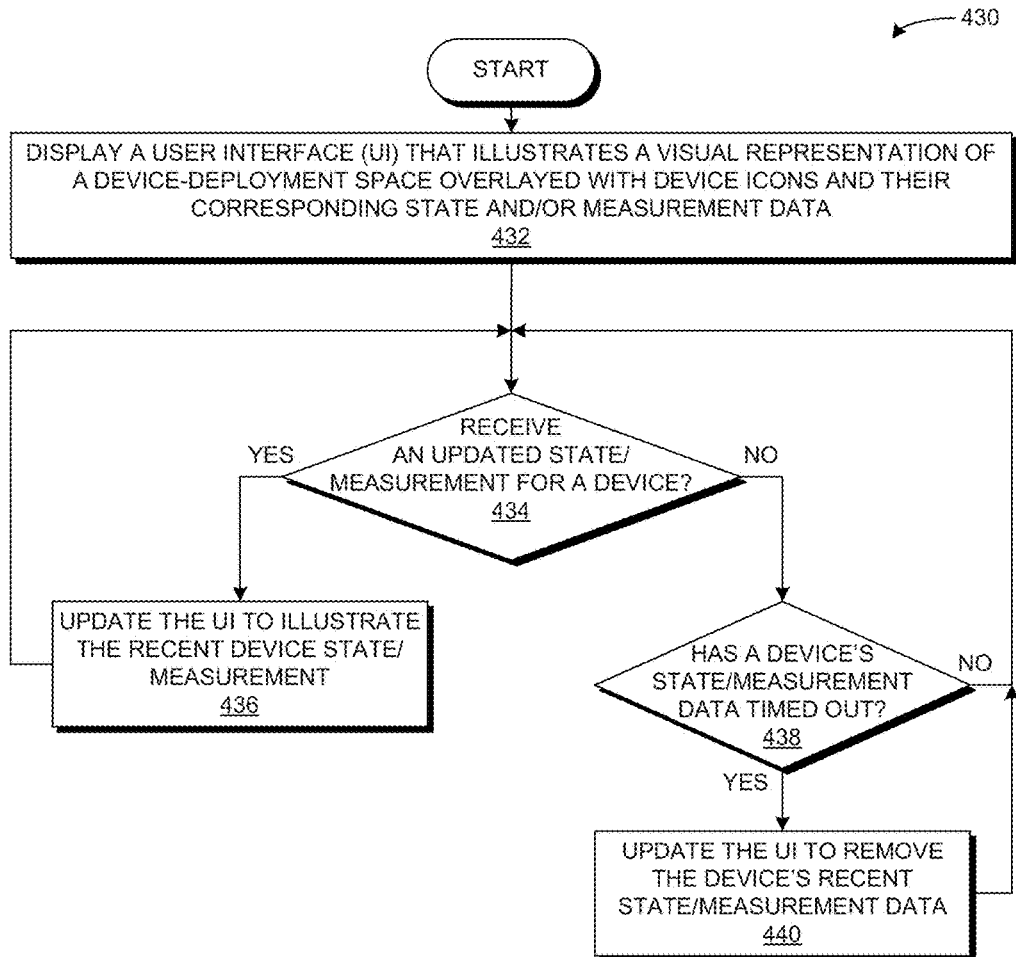 430
START
DISPLAY A USER INTERFACE (UI) THAT ILLUSTRATES A VISUAL REPRESENTATION OF
A DEVICE-DEPLOYMENT SPACE OVERLAYED WITH DEVICE ICONS AND THEIR
CORRESPONDING STATE AND/OR MEASUREMENT DATA
432
RECEIVE
AN UPDATED STATE/
MEASUREMENT FOR A DEVICE?
434
YES
NO
UPDATE THE UI TO ILLUSTRATE
THE RECENT DEVICE STATE/
MEASUREMENT
436
HAS A DEVICE'S
STATE/MEASUREMENT
DATA TIMED OUT?
438
NO
YES
UPDATE THE UI TO REMOVE
THE DEVICE'S RECENT
STATE/MEASUREMENT DATA
440